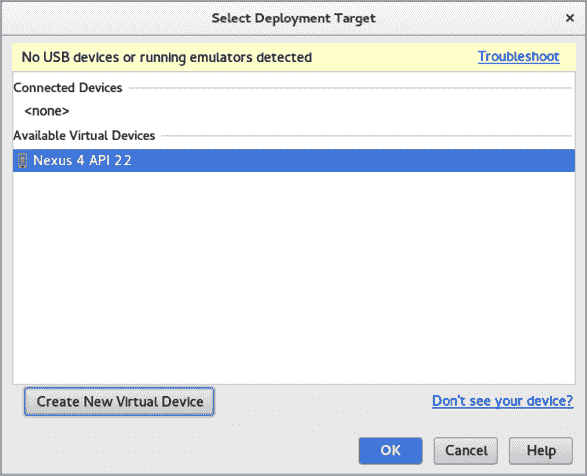 Select Deployment Target
×
No USB devices or running emulators detected Troubleshoot
Connected Devices
<none>
Available Virtual Devices
Nexus 4 API 22
Create New Virtual Device Don't see your device?
OK Cancel Help